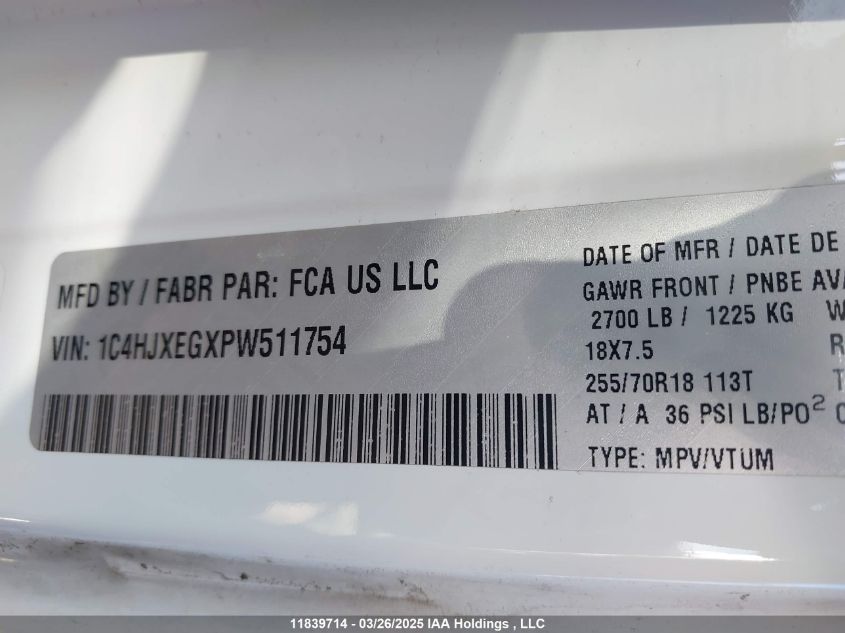 MFD BY / FABR PAR: FCA US LLC
VIN: 1C4HJXEGXPW511754
DATE OF MFR / DATE DE
GAWR FRONT / PNBE AVA
2700 LB / 1225 KG W
18X7.5 R
255/70R18 113T T
AT / A 36 PSI LB/PO² C
TYPE: MPV/VTUM
11839714 - 03/26/2025 IAA Holdings , LLC